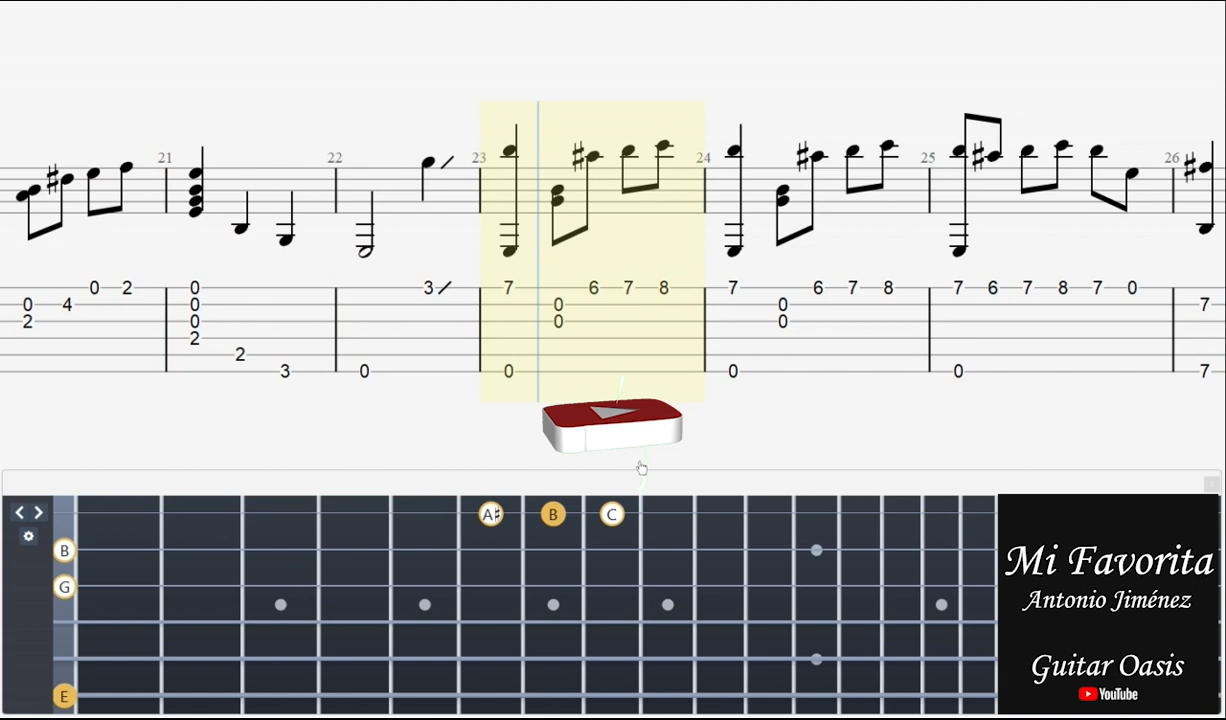 21 22 23 24 25 26
0 2 0 3 7 6 7 8 7 6 7 8 7 6 7 8 7 0
0 4 0 0 0 7
2 0 0 0
2
2
3 0 0 0 0 7
A♯ B C
B
G
E
Mi Favorita
Antonio Jiménez
Guitar Oasis
YouTube